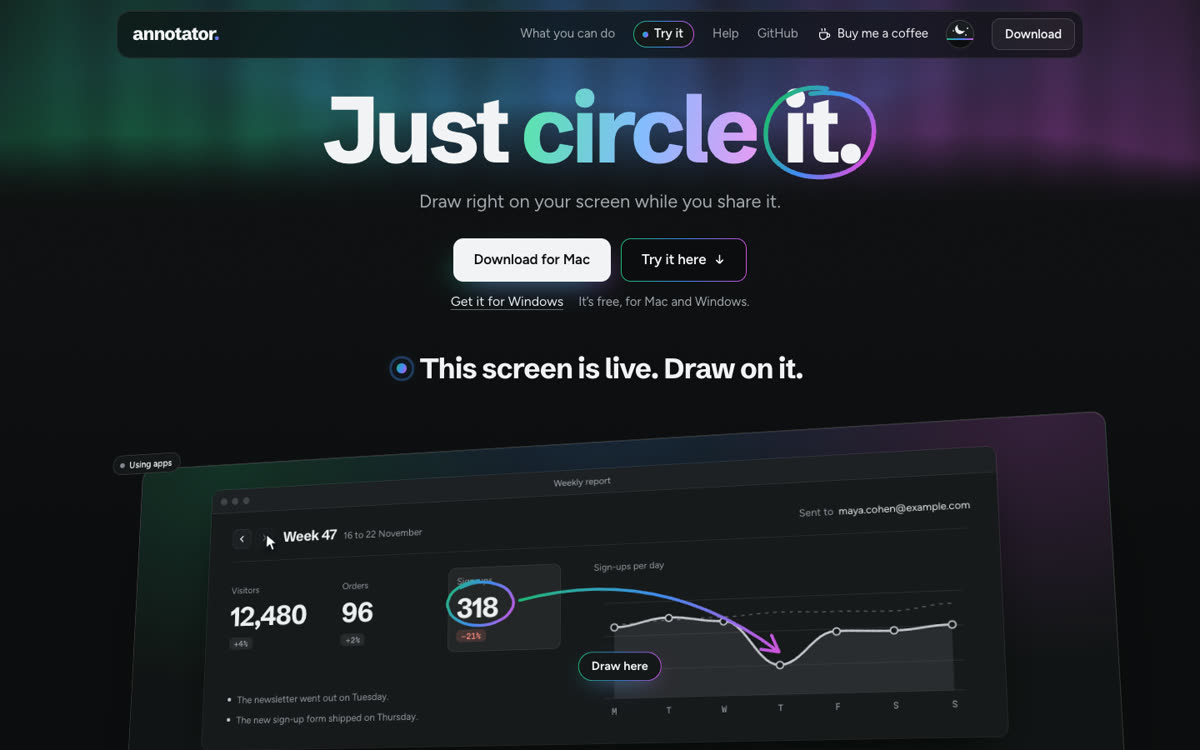 annotator.
What you can do
Try it
Help
GitHub
Buy me a coffee
Download
Just circle it.
Draw right on your screen while you share it.
Download for Mac
Try it here ↓
Get it for Windows
It's free, for Mac and Windows.
This screen is live. Draw on it.
Using apps
Weekly report
Week 47
16 to 22 November
Sent to maya.cohen@example.com
Visitors
12,480
+4%
Orders
96
+2%
Sign-ups
318
−21%
Sign-ups per day
Draw here
The newsletter went out on Tuesday.
The new sign-up form shipped on Thursday.
M T W T F S S